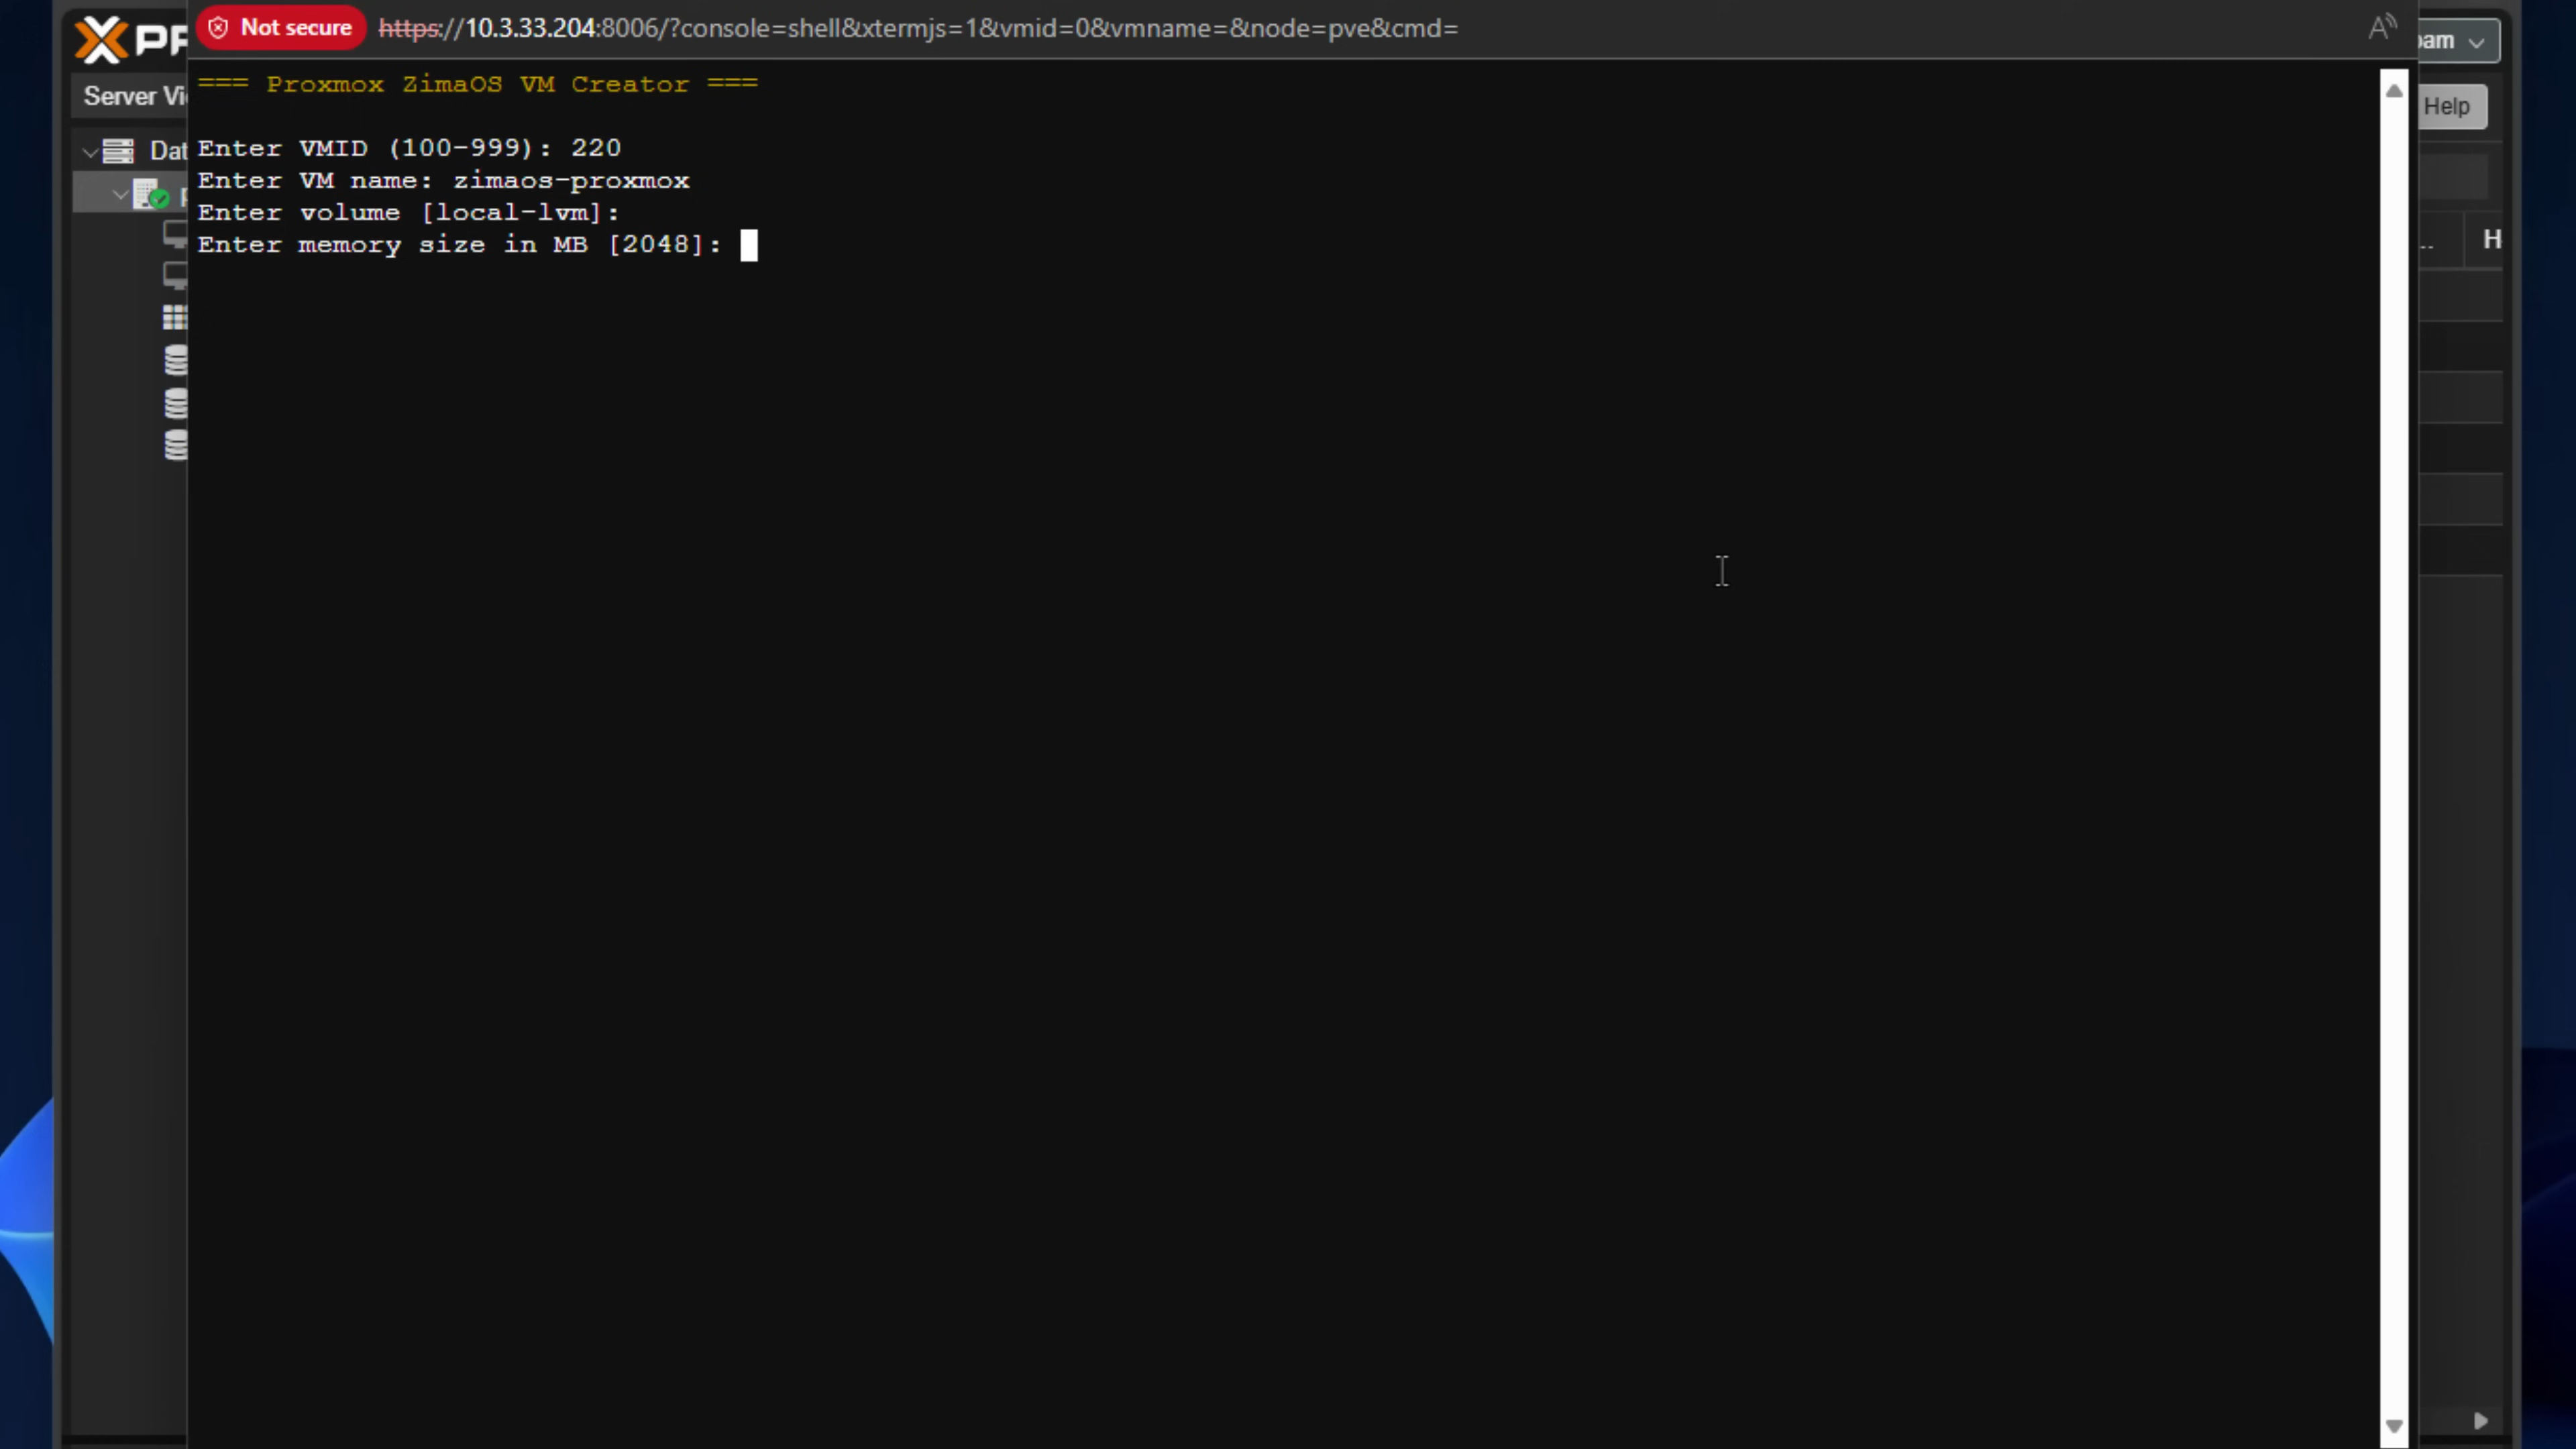 Not secure https://10.3.33.204:8006/?console=shell&xtermjs=1&vmid=0&vmname=&node=pve&cmd=
=== Proxmox ZimaOS VM Creator ===
Enter VMID (100-999): 220
Enter VM name: zimaos-proxmox
Enter volume [local-lvm]:
Enter memory size in MB [2048]:
Server
Help